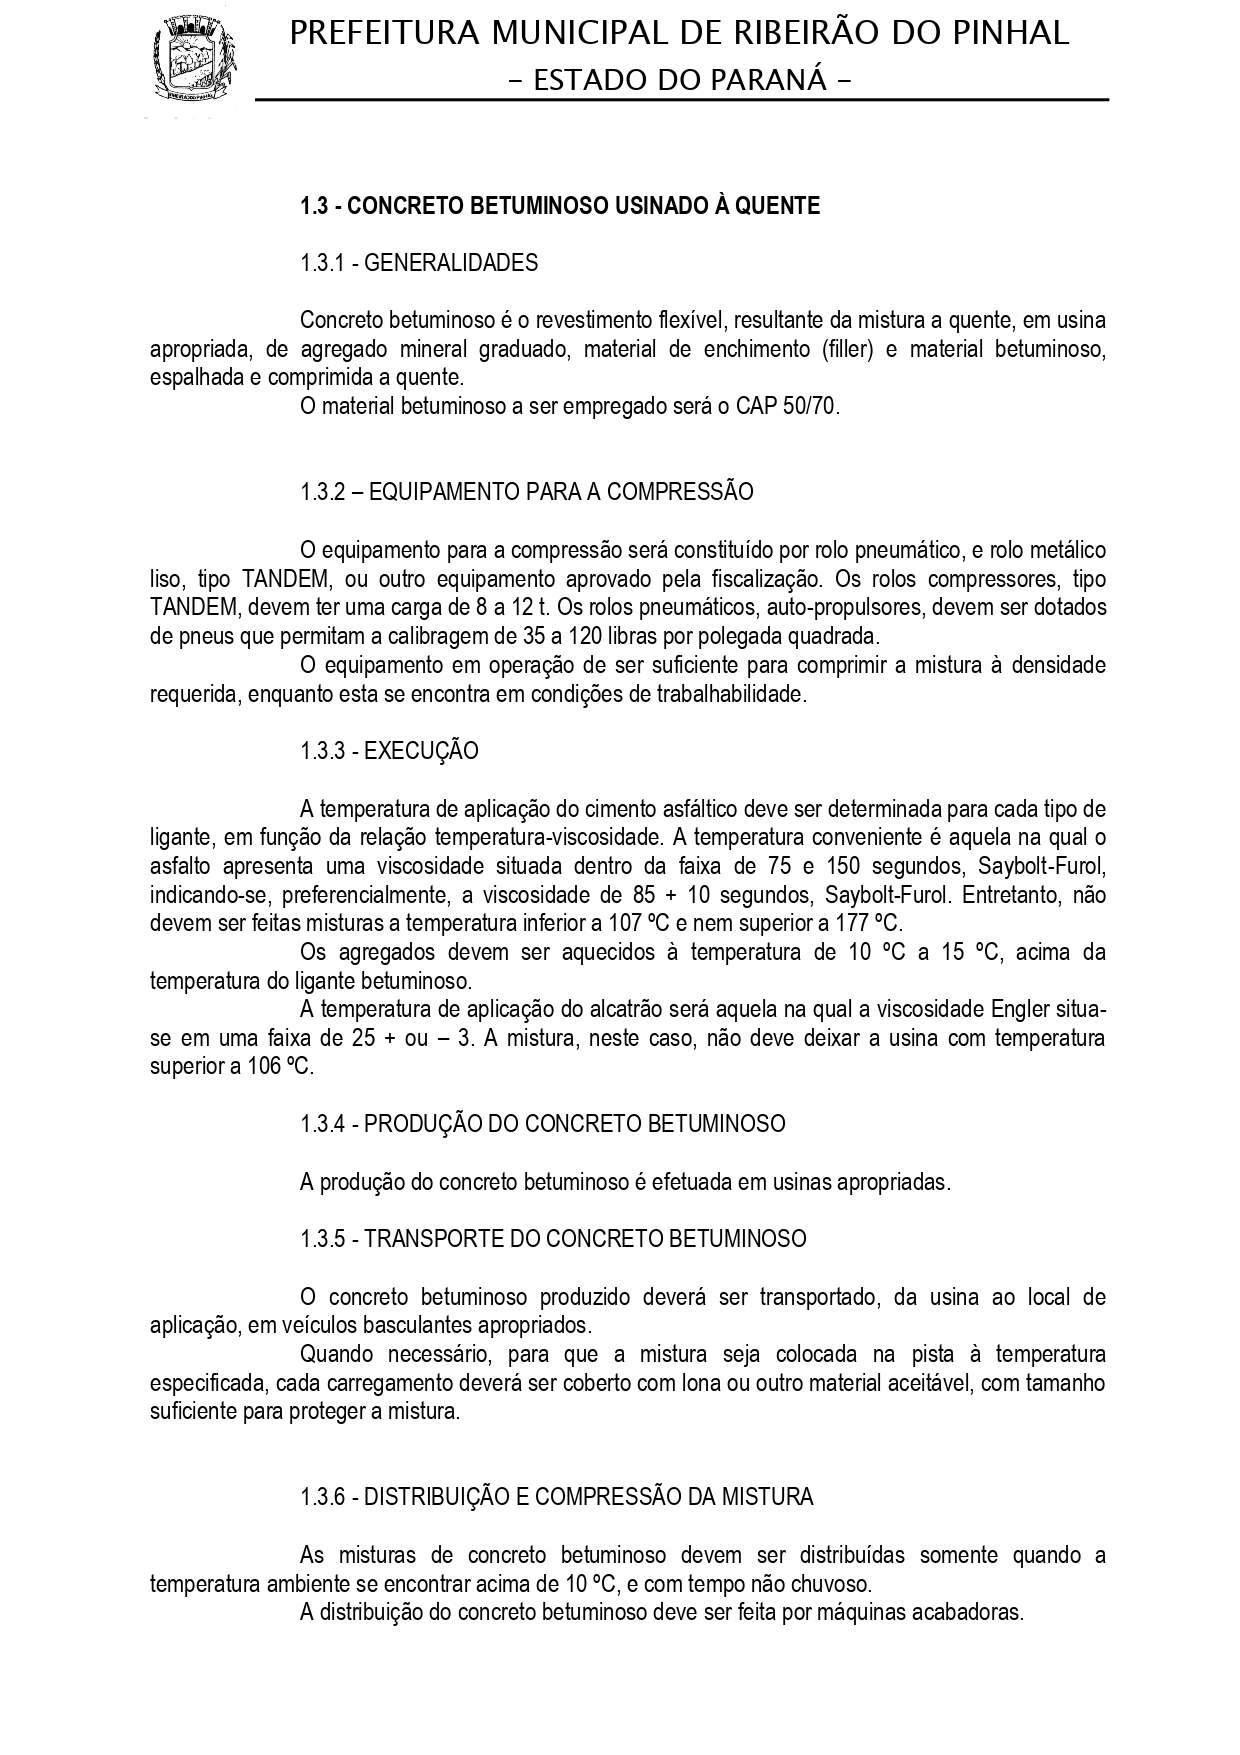 PREFEITURA MUNICIPAL DE RIBEIRÃO DO PINHAL
– ESTADO DO PARANÁ –
1.3 - CONCRETO BETUMINOSO USINADO À QUENTE
1.3.1 - GENERALIDADES
Concreto betuminoso é o revestimento flexível, resultante da mistura a quente, em usina
apropriada, de agregado mineral graduado, material de enchimento (filler) e material betuminoso,
espalhada e comprimida a quente.
O material betuminoso a ser empregado será o CAP 50/70.
1.3.2 – EQUIPAMENTO PARA A COMPRESSÃO
O equipamento para a compressão será constituído por rolo pneumático, e rolo metálico
liso, tipo TANDEM, ou outro equipamento aprovado pela fiscalização. Os rolos compressores, tipo
TANDEM, devem ter uma carga de 8 a 12 t. Os rolos pneumáticos, auto-propulsores, devem ser dotados
de pneus que permitam a calibragem de 35 a 120 libras por polegada quadrada.
O equipamento em operação de ser suficiente para comprimir a mistura à densidade
requerida, enquanto esta se encontra em condições de trabalhabilidade.
1.3.3 - EXECUÇÃO
A temperatura de aplicação do cimento asfáltico deve ser determinada para cada tipo de
ligante, em função da relação temperatura-viscosidade. A temperatura conveniente é aquela na qual o
asfalto apresenta uma viscosidade situada dentro da faixa de 75 e 150 segundos, Saybolt-Furol,
indicando-se, preferencialmente, a viscosidade de 85 + 10 segundos, Saybolt-Furol. Entretanto, não
devem ser feitas misturas a temperatura inferior a 107 ºC e nem superior a 177 ºC.
Os agregados devem ser aquecidos à temperatura de 10 ºC a 15 ºC, acima da
temperatura do ligante betuminoso.
A temperatura de aplicação do alcatrão será aquela na qual a viscosidade Engler situa-
se em uma faixa de 25 + ou – 3. A mistura, neste caso, não deve deixar a usina com temperatura
superior a 106 ºC.
1.3.4 - PRODUÇÃO DO CONCRETO BETUMINOSO
A produção do concreto betuminoso é efetuada em usinas apropriadas.
1.3.5 - TRANSPORTE DO CONCRETO BETUMINOSO
O concreto betuminoso produzido deverá ser transportado, da usina ao local de
aplicação, em veículos basculantes apropriados.
Quando necessário, para que a mistura seja colocada na pista à temperatura
especificada, cada carregamento deverá ser coberto com lona ou outro material aceitável, com tamanho
suficiente para proteger a mistura.
1.3.6 - DISTRIBUIÇÃO E COMPRESSÃO DA MISTURA
As misturas de concreto betuminoso devem ser distribuídas somente quando a
temperatura ambiente se encontrar acima de 10 ºC, e com tempo não chuvoso.
A distribuição do concreto betuminoso deve ser feita por máquinas acabadoras.